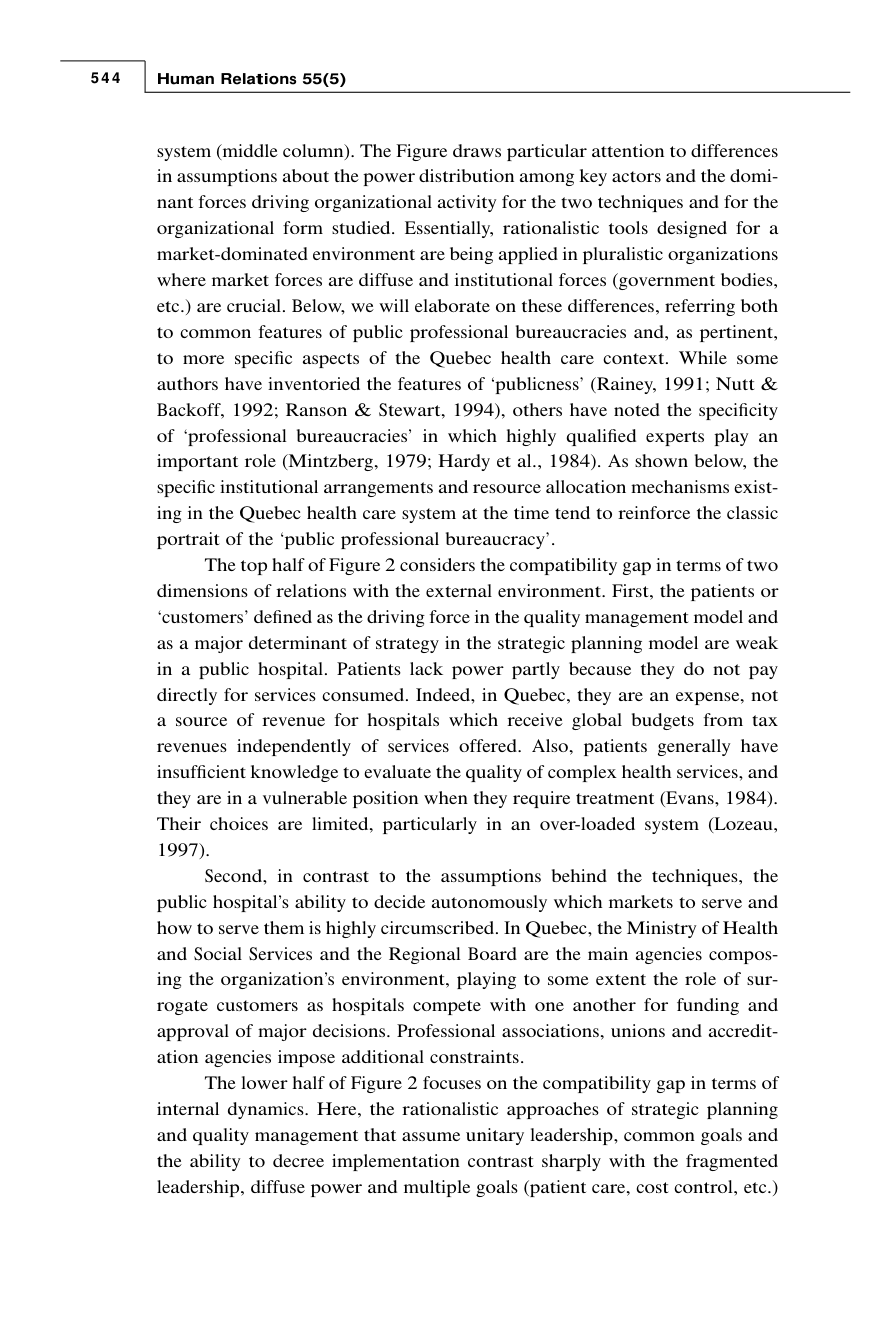 544
Human Relations 55(5)
system (middle column). The Figure draws particular attention to differences
in assumptions about the power distribution among key actors and the domi-
nant forces driving organizational activity for the two techniques and for the
organizational form studied. Essentially, rationalistic tools designed for a
market-dominated environment are being applied in pluralistic organizations
where market forces are diffuse and institutional forces (government bodies,
etc.) are crucial. Below, we will elaborate on these differences, referring both
to common features of public professional bureaucracies and, as pertinent,
to more specific aspects of the Quebec health care context. While some
authors have inventoried the features of ‘publicness’ (Rainey, 1991; Nutt &
Backoff, 1992; Ranson & Stewart, 1994), others have noted the specificity
of ‘professional bureaucracies’ in which highly qualified experts play an
important role (Mintzberg, 1979; Hardy et al., 1984). As shown below, the
specific institutional arrangements and resource allocation mechanisms exist-
ing in the Quebec health care system at the time tend to reinforce the classic
portrait of the ‘public professional bureaucracy’.
The top half of Figure 2 considers the compatibility gap in terms of two
dimensions of relations with the external environment. First, the patients or
‘customers’ defined as the driving force in the quality management model and
as a major determinant of strategy in the strategic planning model are weak
in a public hospital. Patients lack power partly because they do not pay
directly for services consumed. Indeed, in Quebec, they are an expense, not
a source of revenue for hospitals which receive global budgets from tax
revenues independently of services offered. Also, patients generally have
insufficient knowledge to evaluate the quality of complex health services, and
they are in a vulnerable position when they require treatment (Evans, 1984).
Their choices are limited, particularly in an over-loaded system (Lozeau,
1997).
Second, in contrast to the assumptions behind the techniques, the
public hospital’s ability to decide autonomously which markets to serve and
how to serve them is highly circumscribed. In Quebec, the Ministry of Health
and Social Services and the Regional Board are the main agencies compos-
ing the organization’s environment, playing to some extent the role of sur-
rogate customers as hospitals compete with one another for funding and
approval of major decisions. Professional associations, unions and accredit-
ation agencies impose additional constraints.
The lower half of Figure 2 focuses on the compatibility gap in terms of
internal dynamics. Here, the rationalistic approaches of strategic planning
and quality management that assume unitary leadership, common goals and
the ability to decree implementation contrast sharply with the fragmented
leadership, diffuse power and multiple goals (patient care, cost control, etc.)